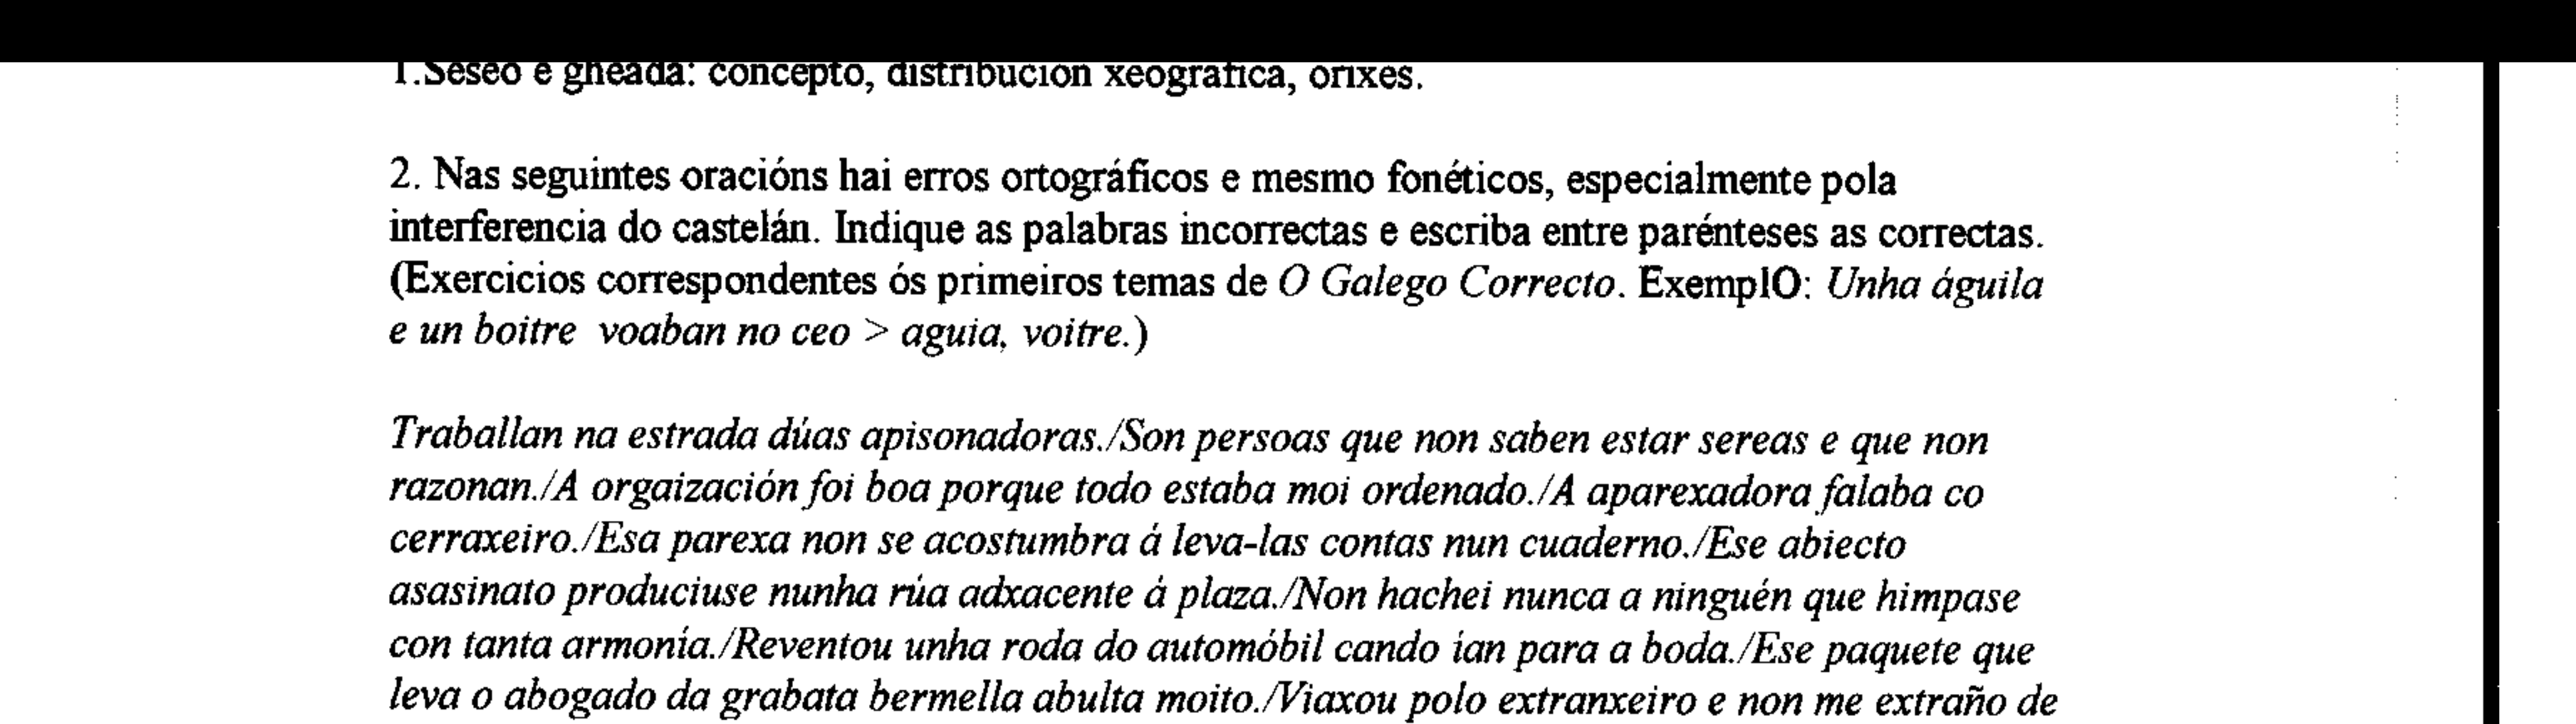 1.Seseo e gheada: concepto, distribución xeográfica, orixes.
2. Nas seguintes oracións hai erros ortográficos e mesmo fonéticos, especialmente pola
interferencia do castelán. Indique as palabras incorrectas e escriba entre parénteses as correctas.
(Exercicios correspondentes ós primeiros temas de O Galego Correcto. ExemplO: Unha águila
e un boitre voaban no ceo > aguia, voitre.)
Traballan na estrada dúas apisonadoras./Son persoas que non saben estar sereas e que non
razonan./A orgaización foi boa porque todo estaba moi ordenado./A aparexadora falaba co
cerraxeiro./Esa parexa non se acostumbra á leva-las contas nun cuaderno./Ese abiecto
asasinato produciuse nunha rúa adxacente á plaza./Non hachei nunca a ninguén que himpase
con tanta armonía./Reventou unha roda do automóbil cando ían para a boda./Ese paquete que
leva o abogado da grabata bermella abulta moito./Viaxou polo extranxeiro e non me extraño de